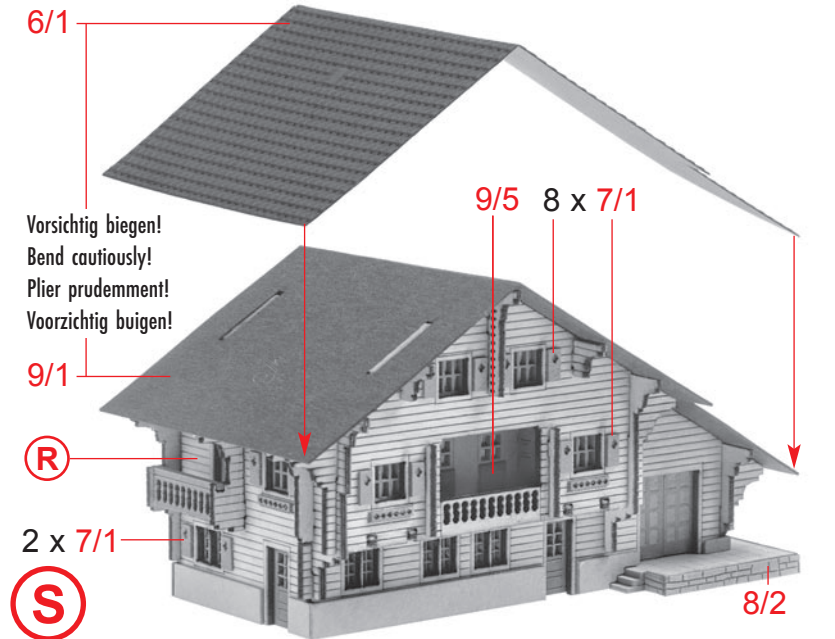 6/1
Vorsichtig biegen!
Bend cautiously!
Plier prudemment!
Voorzichtig buigen!
9/5 8 x 7/1
9/1
R
2 x 7/1
S
8/2